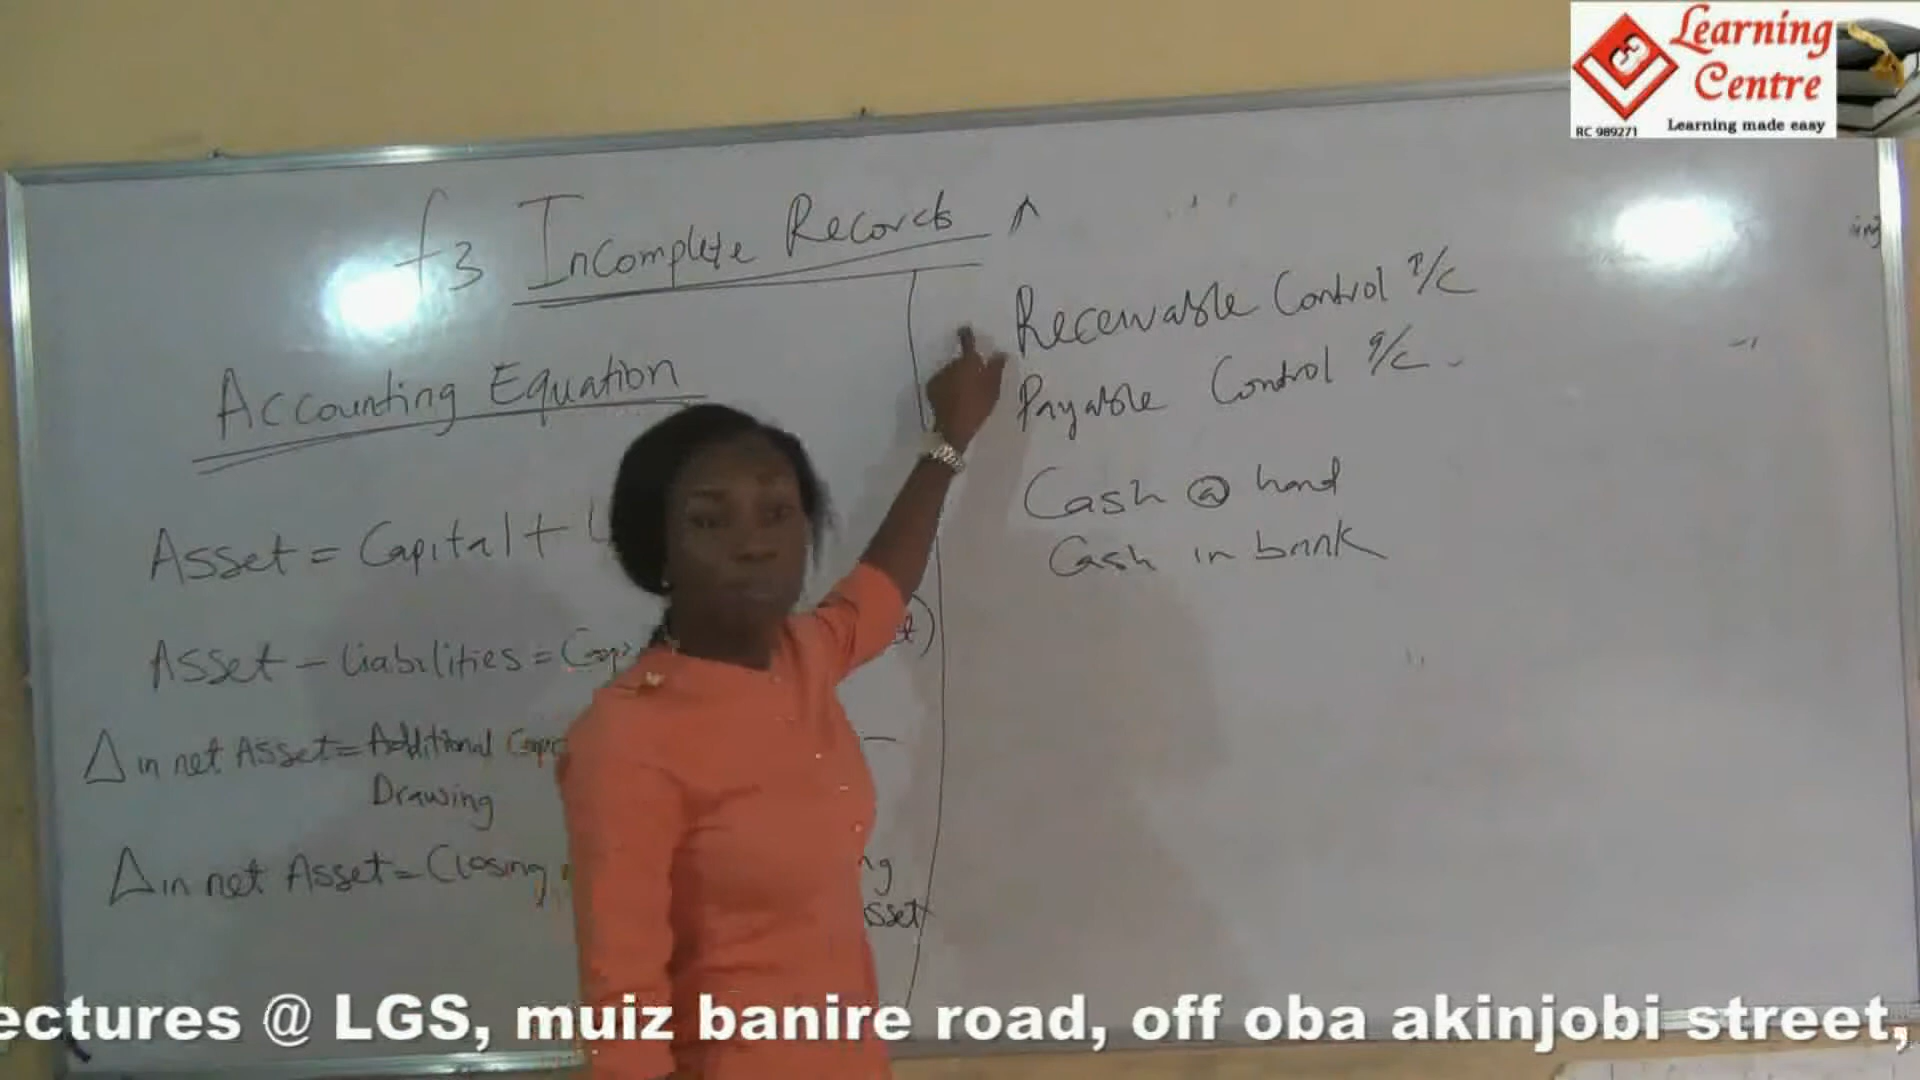 Learning
Centre
RC 989271 Learning made easy
f3 Incomplete Records
Accounting Equation
Asset = Capital +
Asset - Liabilities =
Δ in net Asset = Additional
Drawing
Δ in net Asset = Closing
Asset
Receivable Control a/c
Payable Control a/c
Cash @ hand
Cash in bank
ectures @ LGS, muiz banire road, off oba akinjobi street,